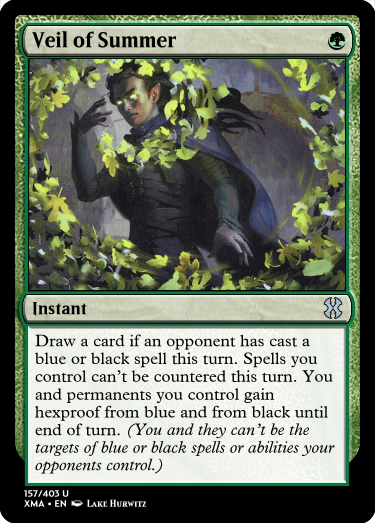 Veil of Summer
Instant
Draw a card if an opponent has cast a
blue or black spell this turn. Spells you
control can't be countered this turn. You
and permanents you control gain
hexproof from blue and from black until
end of turn. (You and they can't be the
targets of blue or black spells or abilities your
opponents control.)
157/403 U
XMA • EN Lake Hurwitz